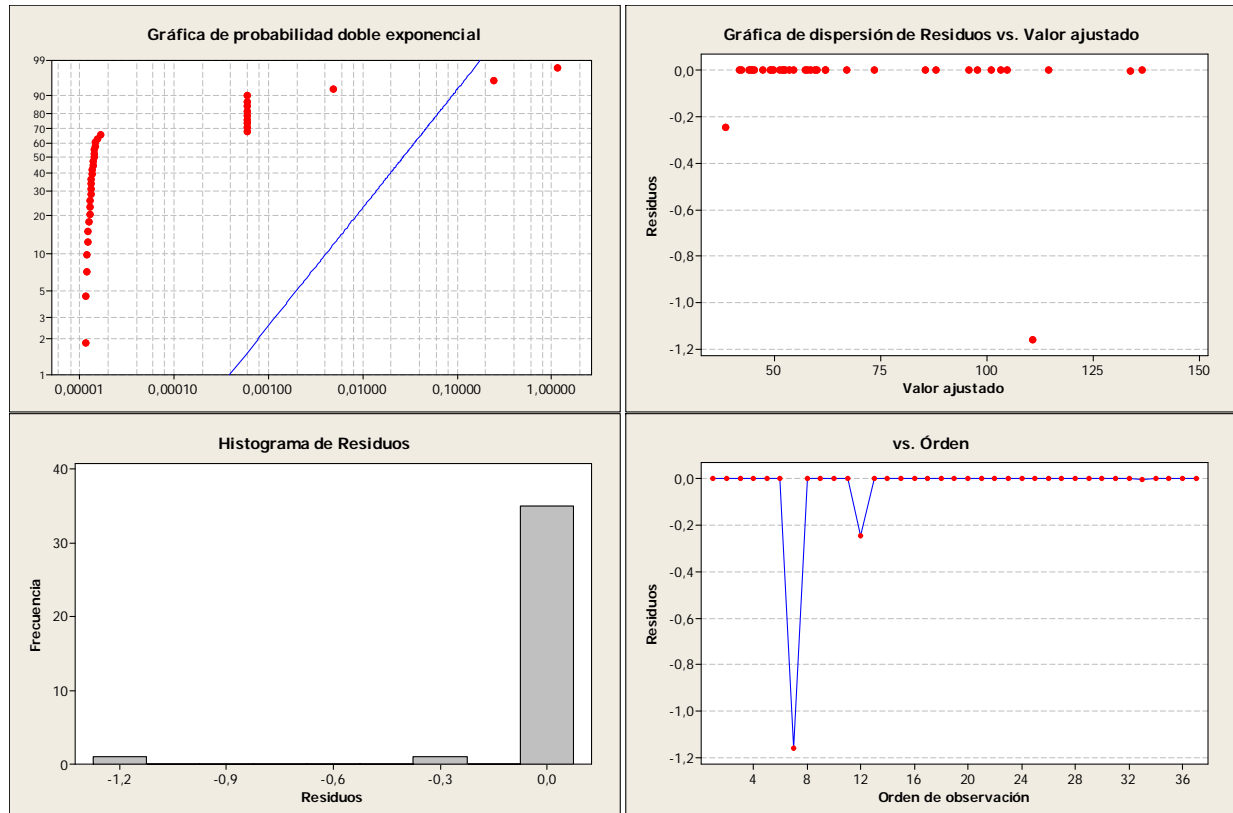 Gráfica de probabilidad doble exponencial
99
90
80
70
60
50
40
30
20
10
5
3
2
1
0,00001 0,00010 0,00100 0,01000 0,10000 1,00000
Gráfica de dispersión de Residuos vs. Valor ajustado
Residuos
0,0
-0,2
-0,4
-0,6
-0,8
-1,0
-1,2
50 75 100 125 150
Valor ajustado
Histograma de Residuos
Frecuencia
40
30
20
10
0
-1,2 -0,9 -0,6 -0,3 0,0
Residuos
vs. Órden
Residuos
0,0
-0,2
-0,4
-0,6
-0,8
-1,0
-1,2
4 8 12 16 20 24 28 32 36
Orden de observación